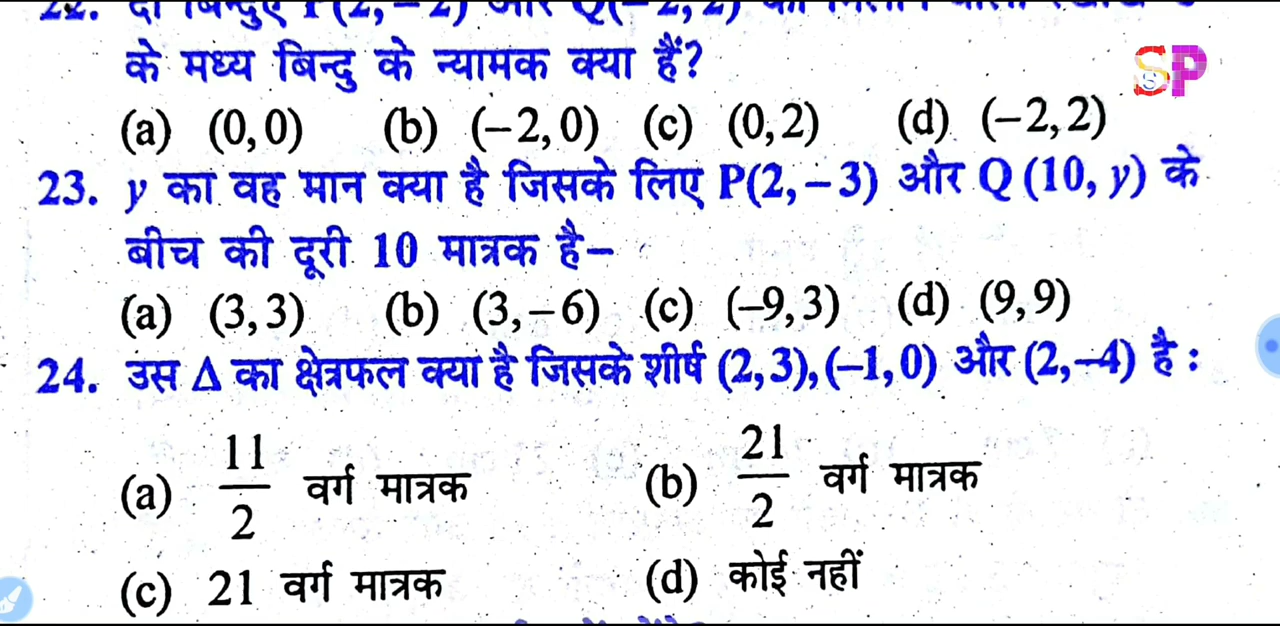 के मध्य बिन्दु के न्यामक क्या हैं?
SP
(a) (0,0) (b) (−2,0) (c) (0,2) (d) (−2,2)
23. y का वह मान क्या है जिसके लिए P(2,−3) और Q (10, y) के
बीच की दूरी 10 मात्रक है−
(a) (3,3) (b) (3,−6) (c) (−9,3) (d) (9,9)
24. उस Δ का क्षेत्रफल क्या है जिसके शीर्ष (2,3),(−1,0) और (2,−4) है :
(a) 11/2 वर्ग मात्रक (b) 21/2 वर्ग मात्रक
(c) 21 वर्ग मात्रक (d) कोई नहीं